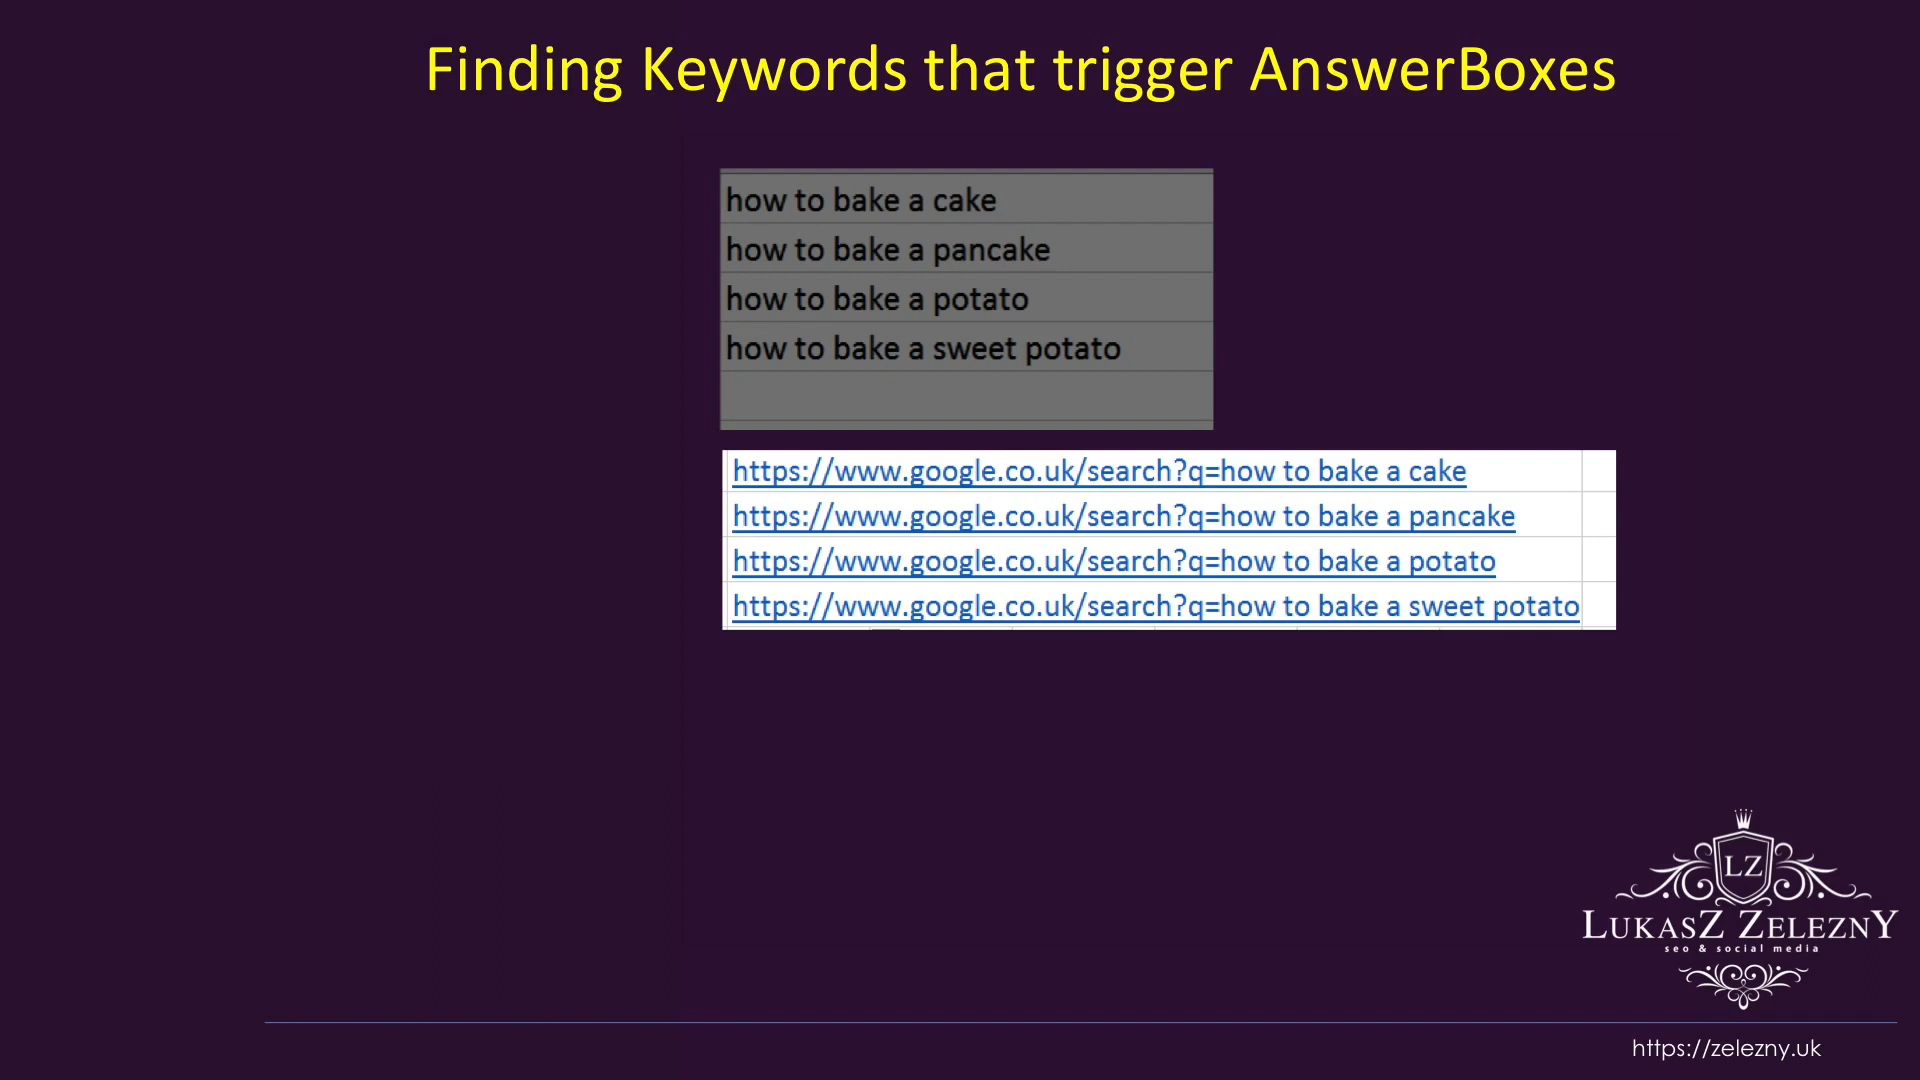 Finding Keywords that trigger AnswerBoxes
how to bake a cake
how to bake a pancake
how to bake a potato
how to bake a sweet potato
https://www.google.co.uk/search?q=how to bake a cake
https://www.google.co.uk/search?q=how to bake a pancake
https://www.google.co.uk/search?q=how to bake a potato
https://www.google.co.uk/search?q=how to bake a sweet potato
LZ
LUKASZ ZELEZNY
seo & social media
https://zelezny.uk